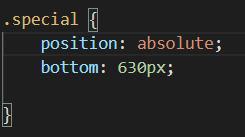 .special {
position: absolute;
bottom: 630px;
}